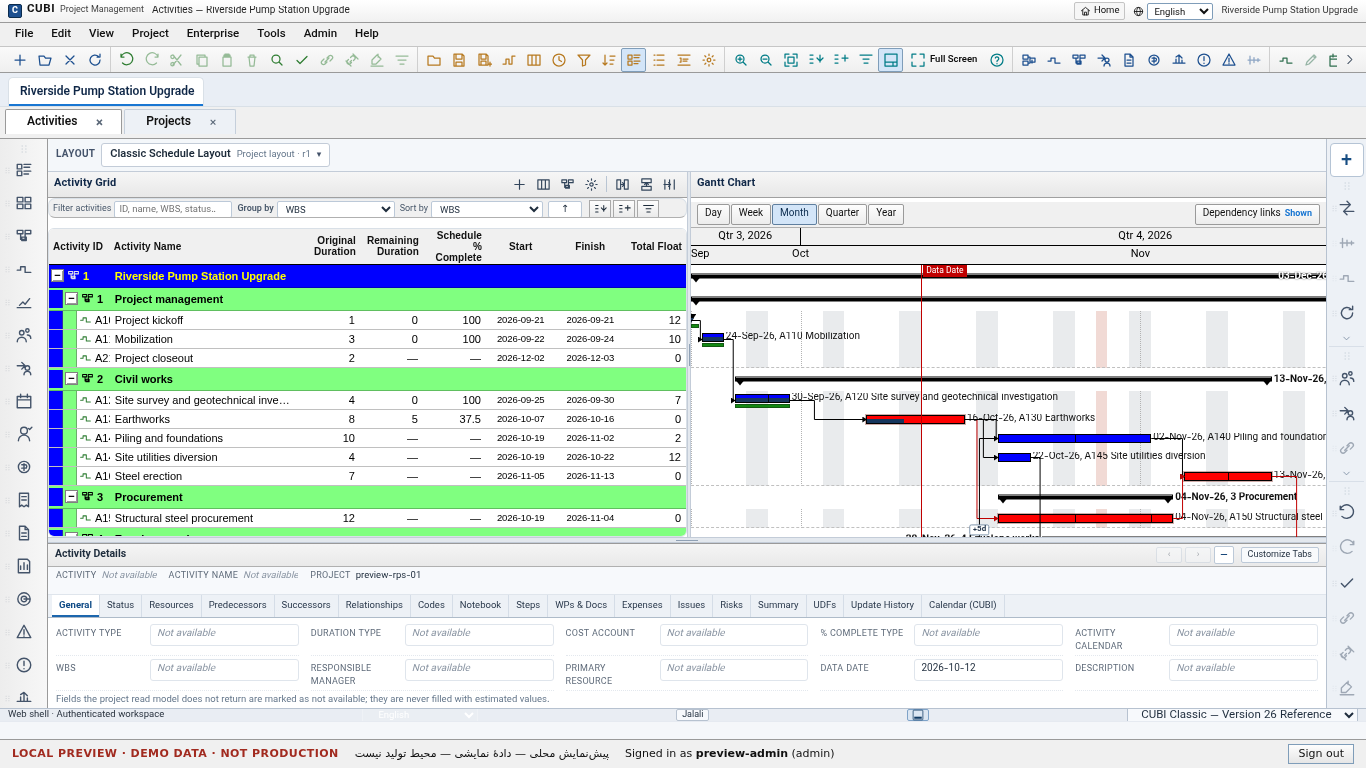 CUBI Project Management Activities — Riverside Pump Station Upgrade Home English Riverside Pump Station Upgrade
File Edit View Project Enterprise Tools Admin Help
Full Screen
Riverside Pump Station Upgrade
Activities × Projects ×
LAYOUT Classic Schedule Layout Project layout · r1
Activity Grid
Gantt Chart
Filter activities ID, name, WBS, status.. Group by WBS Sort by WBS ↑
Day Week Month Quarter Year Dependency links Shown
Activity ID Activity Name Original Duration Remaining Duration Schedule % Complete Start Finish Total Float
Qtr 3, 2026 Qtr 4, 2026
Sep Oct Nov
Data Date
1 Riverside Pump Station Upgrade 03-Dec-26
1 Project management
Project kickoff 1 0 100 2026-09-21 2026-09-21 12
Mobilization 3 0 100 2026-09-22 2026-09-24 10
24-Sep-26, A110 Mobilization
Project closeout 2 — — 2026-12-02 2026-12-03 0
2 Civil works
13-Nov-26,
Site survey and geotechnical inve… 4 0 100 2026-09-25 2026-09-30 7
30-Sep-26, A120 Site survey and geotechnical investigation
Earthworks 8 5 37.5 2026-10-07 2026-10-16 0
16-Oct-26, A130 Earthworks
Piling and foundations 10 — — 2026-10-19 2026-11-02 2
02-Nov-26, A140 Piling and foundation
Site utilities diversion 4 — — 2026-10-19 2026-10-22 12
22-Oct-26, A145 Site utilities diversion
Steel erection 7 — — 2026-11-05 2026-11-13 0
13-Nov-26,
3 Procurement
04-Nov-26, 3 Procurement
Structural steel procurement 12 — — 2026-10-19 2026-11-04 0
04-Nov-26, A150 Structural steel
+5d
Activity Details
Customize Tabs
ACTIVITY Not available ACTIVITY NAME Not available PROJECT preview-rps-01
General Status Resources Predecessors Successors Relationships Codes Notebook Steps WPs & Docs Expenses Issues Risks Summary UDFs Update History Calendar (CUBI)
ACTIVITY TYPE Not available DURATION TYPE Not available COST ACCOUNT Not available % COMPLETE TYPE Not available ACTIVITY CALENDAR Not available
WBS Not available RESPONSIBLE MANAGER Not available PRIMARY RESOURCE Not available DATA DATE 2026-10-12 DESCRIPTION Not available
Fields the project read model does not return are marked as not available; they are never filled with estimated values.
Web shell · Authenticated workspace English Jalali CUBI Classic — Version 26 Reference
LOCAL PREVIEW · DEMO DATA · NOT PRODUCTION پیش‌نمایش محلی — دادهٔ نمایشی — محیط تولید نیست Signed in as preview-admin (admin) Sign out